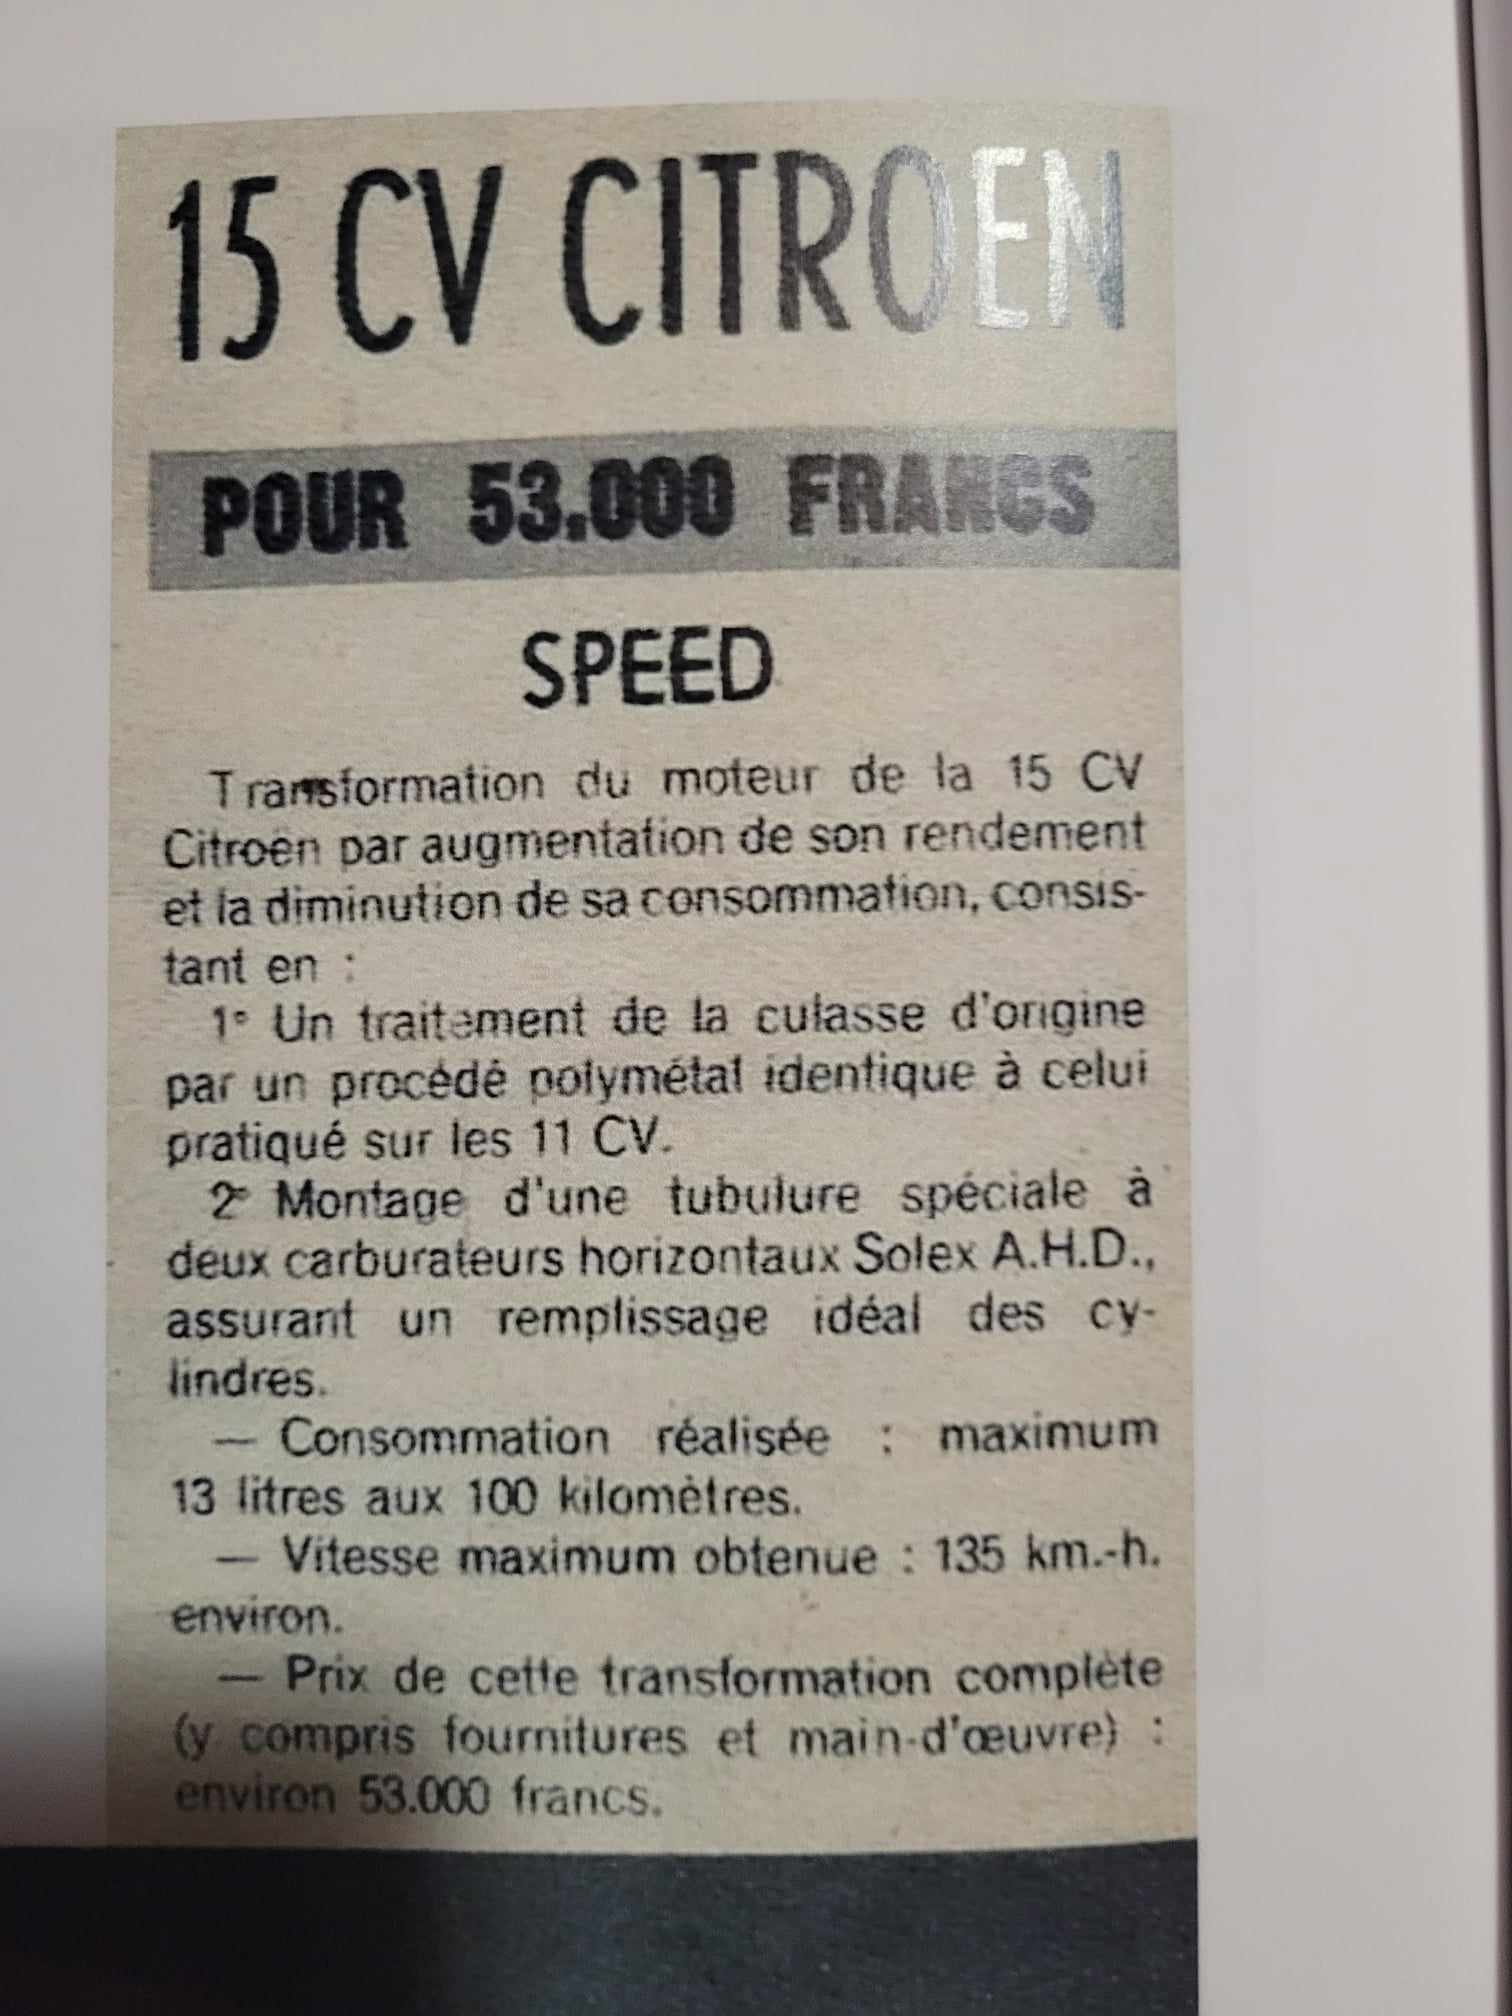 15 CV CITROEN
POUR 53.000 FRANCS
SPEED
Transformation du moteur de la 15 CV
Citroën par augmentation de son rendement
et la diminution de sa consommation, consis-
tant en :
1° Un traitement de la culasse d'origine
par un procédé polymétal identique à celui
pratiqué sur les 11 CV.
2° Montage d'une tubulure spéciale à
deux carburateurs horizontaux Solex A.H.D.,
assurant un remplissage idéal des cy-
lindres.
— Consommation réalisée : maximum
13 litres aux 100 kilomètres.
— Vitesse maximum obtenue : 135 km.-h.
environ.
— Prix de cette transformation complète
(y compris fournitures et main-d'œuvre) :
environ 53.000 francs.